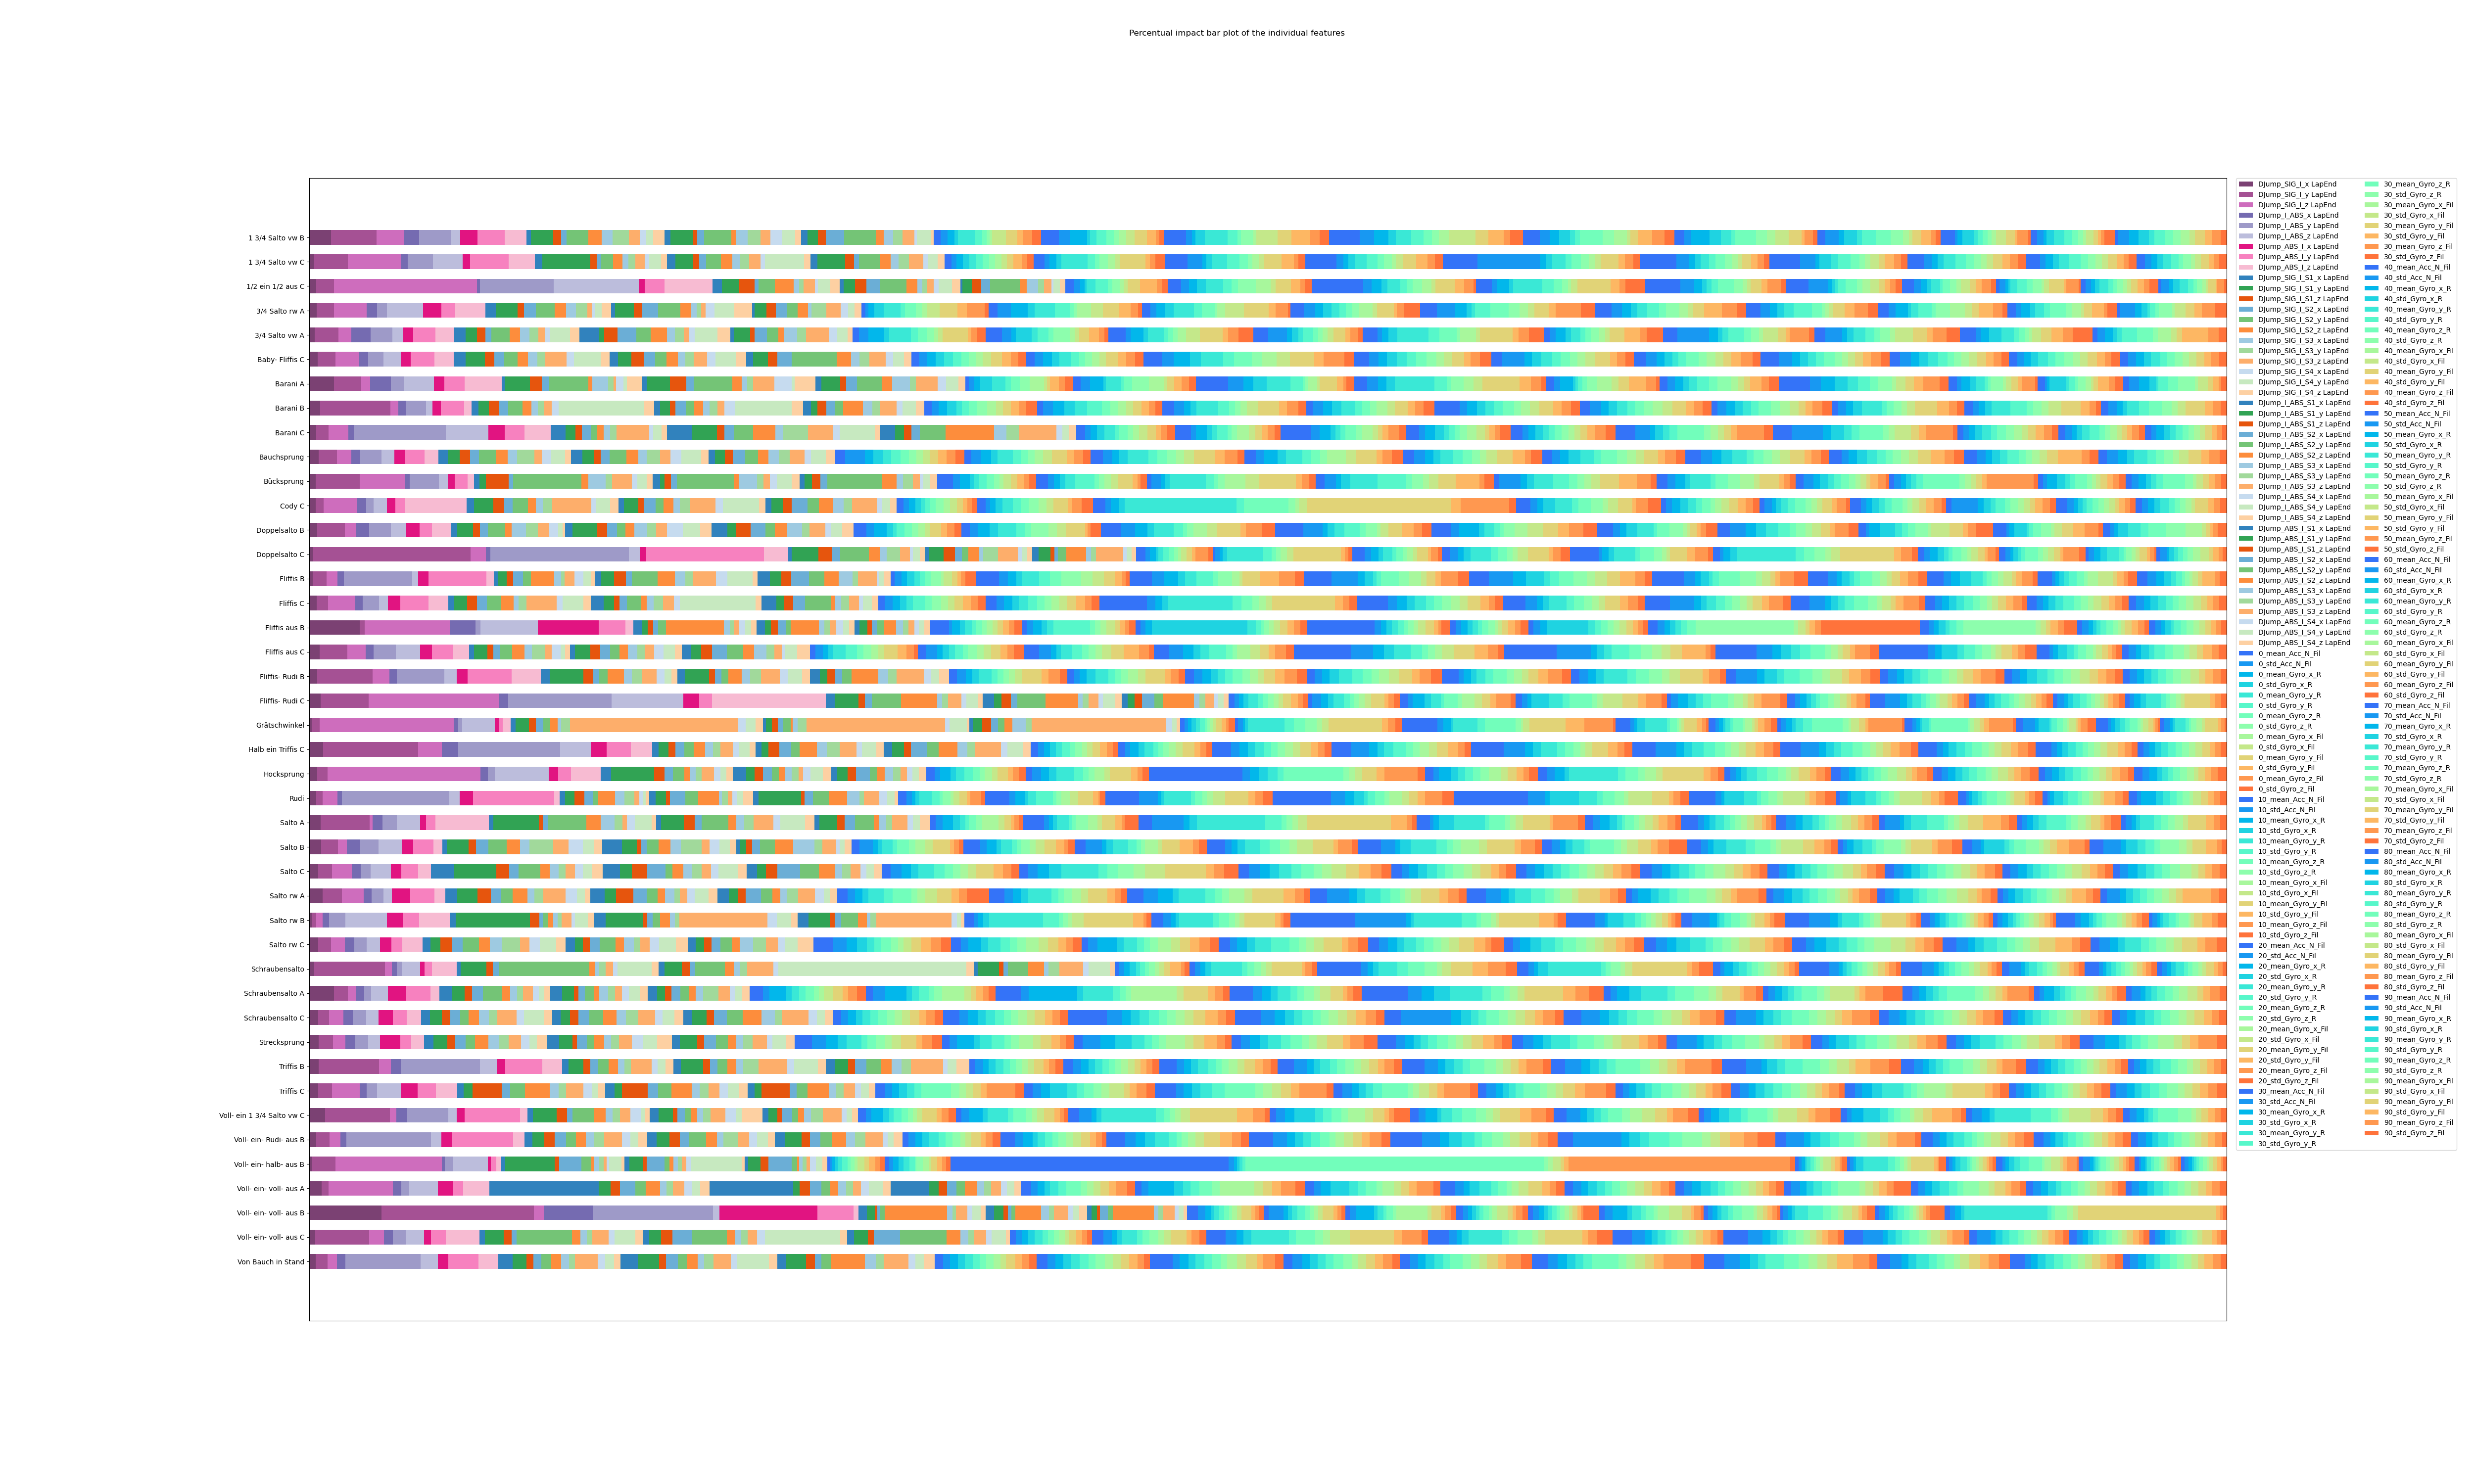 Percentual impact bar plot of the individual features
1 3/4 Salto vw B
1 3/4 Salto vw C
1/2 ein 1/2 aus C
3/4 Salto rw A
3/4 Salto vw A
Baby- Fliffis C
Barani A
Barani B
Barani C
Bauchsprung
Bücksprung
Cody C
Doppelsalto B
Doppelsalto C
Fliffis B
Fliffis C
Fliffis aus B
Fliffis aus C
Fliffis- Rudi B
Fliffis- Rudi C
Grätschwinkel
Halb ein Triffis C
Hocksprung
Rudi
Salto A
Salto B
Salto C
Salto rw A
Salto rw B
Salto rw C
Schraubensalto
Schraubensalto A
Schraubensalto C
Strecksprung
Triffis B
Triffis C
Voll- ein 1 3/4 Salto vw C
Voll- ein- Rudi- aus B
Voll- ein- halb- aus B
Voll- ein- voll- aus A
Voll- ein- voll- aus B
Voll- ein- voll- aus C
Von Bauch in Stand
DJump_SIG_I_x LapEnd
DJump_SIG_I_y LapEnd
DJump_SIG_I_z LapEnd
DJump_I_ABS_x LapEnd
DJump_I_ABS_y LapEnd
DJump_I_ABS_z LapEnd
DJump_ABS_I_x LapEnd
DJump_ABS_I_y LapEnd
DJump_ABS_I_z LapEnd
DJump_SIG_I_S1_x LapEnd
DJump_SIG_I_S1_y LapEnd
DJump_SIG_I_S1_z LapEnd
DJump_SIG_I_S2_x LapEnd
DJump_SIG_I_S2_y LapEnd
DJump_SIG_I_S2_z LapEnd
DJump_SIG_I_S3_x LapEnd
DJump_SIG_I_S3_y LapEnd
DJump_SIG_I_S3_z LapEnd
DJump_SIG_I_S4_x LapEnd
DJump_SIG_I_S4_y LapEnd
DJump_SIG_I_S4_z LapEnd
DJump_I_ABS_S1_x LapEnd
DJump_I_ABS_S1_y LapEnd
DJump_I_ABS_S1_z LapEnd
DJump_I_ABS_S2_x LapEnd
DJump_I_ABS_S2_y LapEnd
DJump_I_ABS_S2_z LapEnd
DJump_I_ABS_S3_x LapEnd
DJump_I_ABS_S3_y LapEnd
DJump_I_ABS_S3_z LapEnd
DJump_I_ABS_S4_x LapEnd
DJump_I_ABS_S4_y LapEnd
DJump_I_ABS_S4_z LapEnd
DJump_ABS_I_S1_x LapEnd
DJump_ABS_I_S1_y LapEnd
DJump_ABS_I_S1_z LapEnd
DJump_ABS_I_S2_x LapEnd
DJump_ABS_I_S2_y LapEnd
DJump_ABS_I_S2_z LapEnd
DJump_ABS_I_S3_x LapEnd
DJump_ABS_I_S3_y LapEnd
DJump_ABS_I_S3_z LapEnd
DJump_ABS_I_S4_x LapEnd
DJump_ABS_I_S4_y LapEnd
DJump_ABS_I_S4_z LapEnd
0_mean_Acc_N_Fil
0_std_Acc_N_Fil
0_mean_Gyro_x_R
0_std_Gyro_x_R
0_mean_Gyro_y_R
0_std_Gyro_y_R
0_mean_Gyro_z_R
0_std_Gyro_z_R
0_mean_Gyro_x_Fil
0_std_Gyro_x_Fil
0_mean_Gyro_y_Fil
0_std_Gyro_y_Fil
0_mean_Gyro_z_Fil
0_std_Gyro_z_Fil
10_mean_Acc_N_Fil
10_std_Acc_N_Fil
10_mean_Gyro_x_R
10_std_Gyro_x_R
10_mean_Gyro_y_R
10_std_Gyro_y_R
10_mean_Gyro_z_R
10_std_Gyro_z_R
10_mean_Gyro_x_Fil
10_std_Gyro_x_Fil
10_mean_Gyro_y_Fil
10_std_Gyro_y_Fil
10_mean_Gyro_z_Fil
10_std_Gyro_z_Fil
20_mean_Acc_N_Fil
20_std_Acc_N_Fil
20_mean_Gyro_x_R
20_std_Gyro_x_R
20_mean_Gyro_y_R
20_std_Gyro_y_R
20_mean_Gyro_z_R
20_std_Gyro_z_R
20_mean_Gyro_x_Fil
20_std_Gyro_x_Fil
20_mean_Gyro_y_Fil
20_std_Gyro_y_Fil
20_mean_Gyro_z_Fil
20_std_Gyro_z_Fil
30_mean_Acc_N_Fil
30_std_Acc_N_Fil
30_mean_Gyro_x_R
30_std_Gyro_x_R
30_mean_Gyro_y_R
30_std_Gyro_y_R
30_mean_Gyro_z_R
30_std_Gyro_z_R
30_mean_Gyro_x_Fil
30_std_Gyro_x_Fil
30_mean_Gyro_y_Fil
30_std_Gyro_y_Fil
30_mean_Gyro_z_Fil
30_std_Gyro_z_Fil
40_mean_Acc_N_Fil
40_std_Acc_N_Fil
40_mean_Gyro_x_R
40_std_Gyro_x_R
40_mean_Gyro_y_R
40_std_Gyro_y_R
40_mean_Gyro_z_R
40_std_Gyro_z_R
40_mean_Gyro_x_Fil
40_std_Gyro_x_Fil
40_mean_Gyro_y_Fil
40_std_Gyro_y_Fil
40_mean_Gyro_z_Fil
40_std_Gyro_z_Fil
50_mean_Acc_N_Fil
50_std_Acc_N_Fil
50_mean_Gyro_x_R
50_std_Gyro_x_R
50_mean_Gyro_y_R
50_std_Gyro_y_R
50_mean_Gyro_z_R
50_std_Gyro_z_R
50_mean_Gyro_x_Fil
50_std_Gyro_x_Fil
50_mean_Gyro_y_Fil
50_std_Gyro_y_Fil
50_mean_Gyro_z_Fil
50_std_Gyro_z_Fil
60_mean_Acc_N_Fil
60_std_Acc_N_Fil
60_mean_Gyro_x_R
60_std_Gyro_x_R
60_mean_Gyro_y_R
60_std_Gyro_y_R
60_mean_Gyro_z_R
60_std_Gyro_z_R
60_mean_Gyro_x_Fil
60_std_Gyro_x_Fil
60_mean_Gyro_y_Fil
60_std_Gyro_y_Fil
60_mean_Gyro_z_Fil
60_std_Gyro_z_Fil
70_mean_Acc_N_Fil
70_std_Acc_N_Fil
70_mean_Gyro_x_R
70_std_Gyro_x_R
70_mean_Gyro_y_R
70_std_Gyro_y_R
70_mean_Gyro_z_R
70_std_Gyro_z_R
70_mean_Gyro_x_Fil
70_std_Gyro_x_Fil
70_mean_Gyro_y_Fil
70_std_Gyro_y_Fil
70_mean_Gyro_z_Fil
70_std_Gyro_z_Fil
80_mean_Acc_N_Fil
80_std_Acc_N_Fil
80_mean_Gyro_x_R
80_std_Gyro_x_R
80_mean_Gyro_y_R
80_std_Gyro_y_R
80_mean_Gyro_z_R
80_std_Gyro_z_R
80_mean_Gyro_x_Fil
80_std_Gyro_x_Fil
80_mean_Gyro_y_Fil
80_std_Gyro_y_Fil
80_mean_Gyro_z_Fil
80_std_Gyro_z_Fil
90_mean_Acc_N_Fil
90_std_Acc_N_Fil
90_mean_Gyro_x_R
90_std_Gyro_x_R
90_mean_Gyro_y_R
90_std_Gyro_y_R
90_mean_Gyro_z_R
90_std_Gyro_z_R
90_mean_Gyro_x_Fil
90_std_Gyro_x_Fil
90_mean_Gyro_y_Fil
90_std_Gyro_y_Fil
90_mean_Gyro_z_Fil
90_std_Gyro_z_Fil